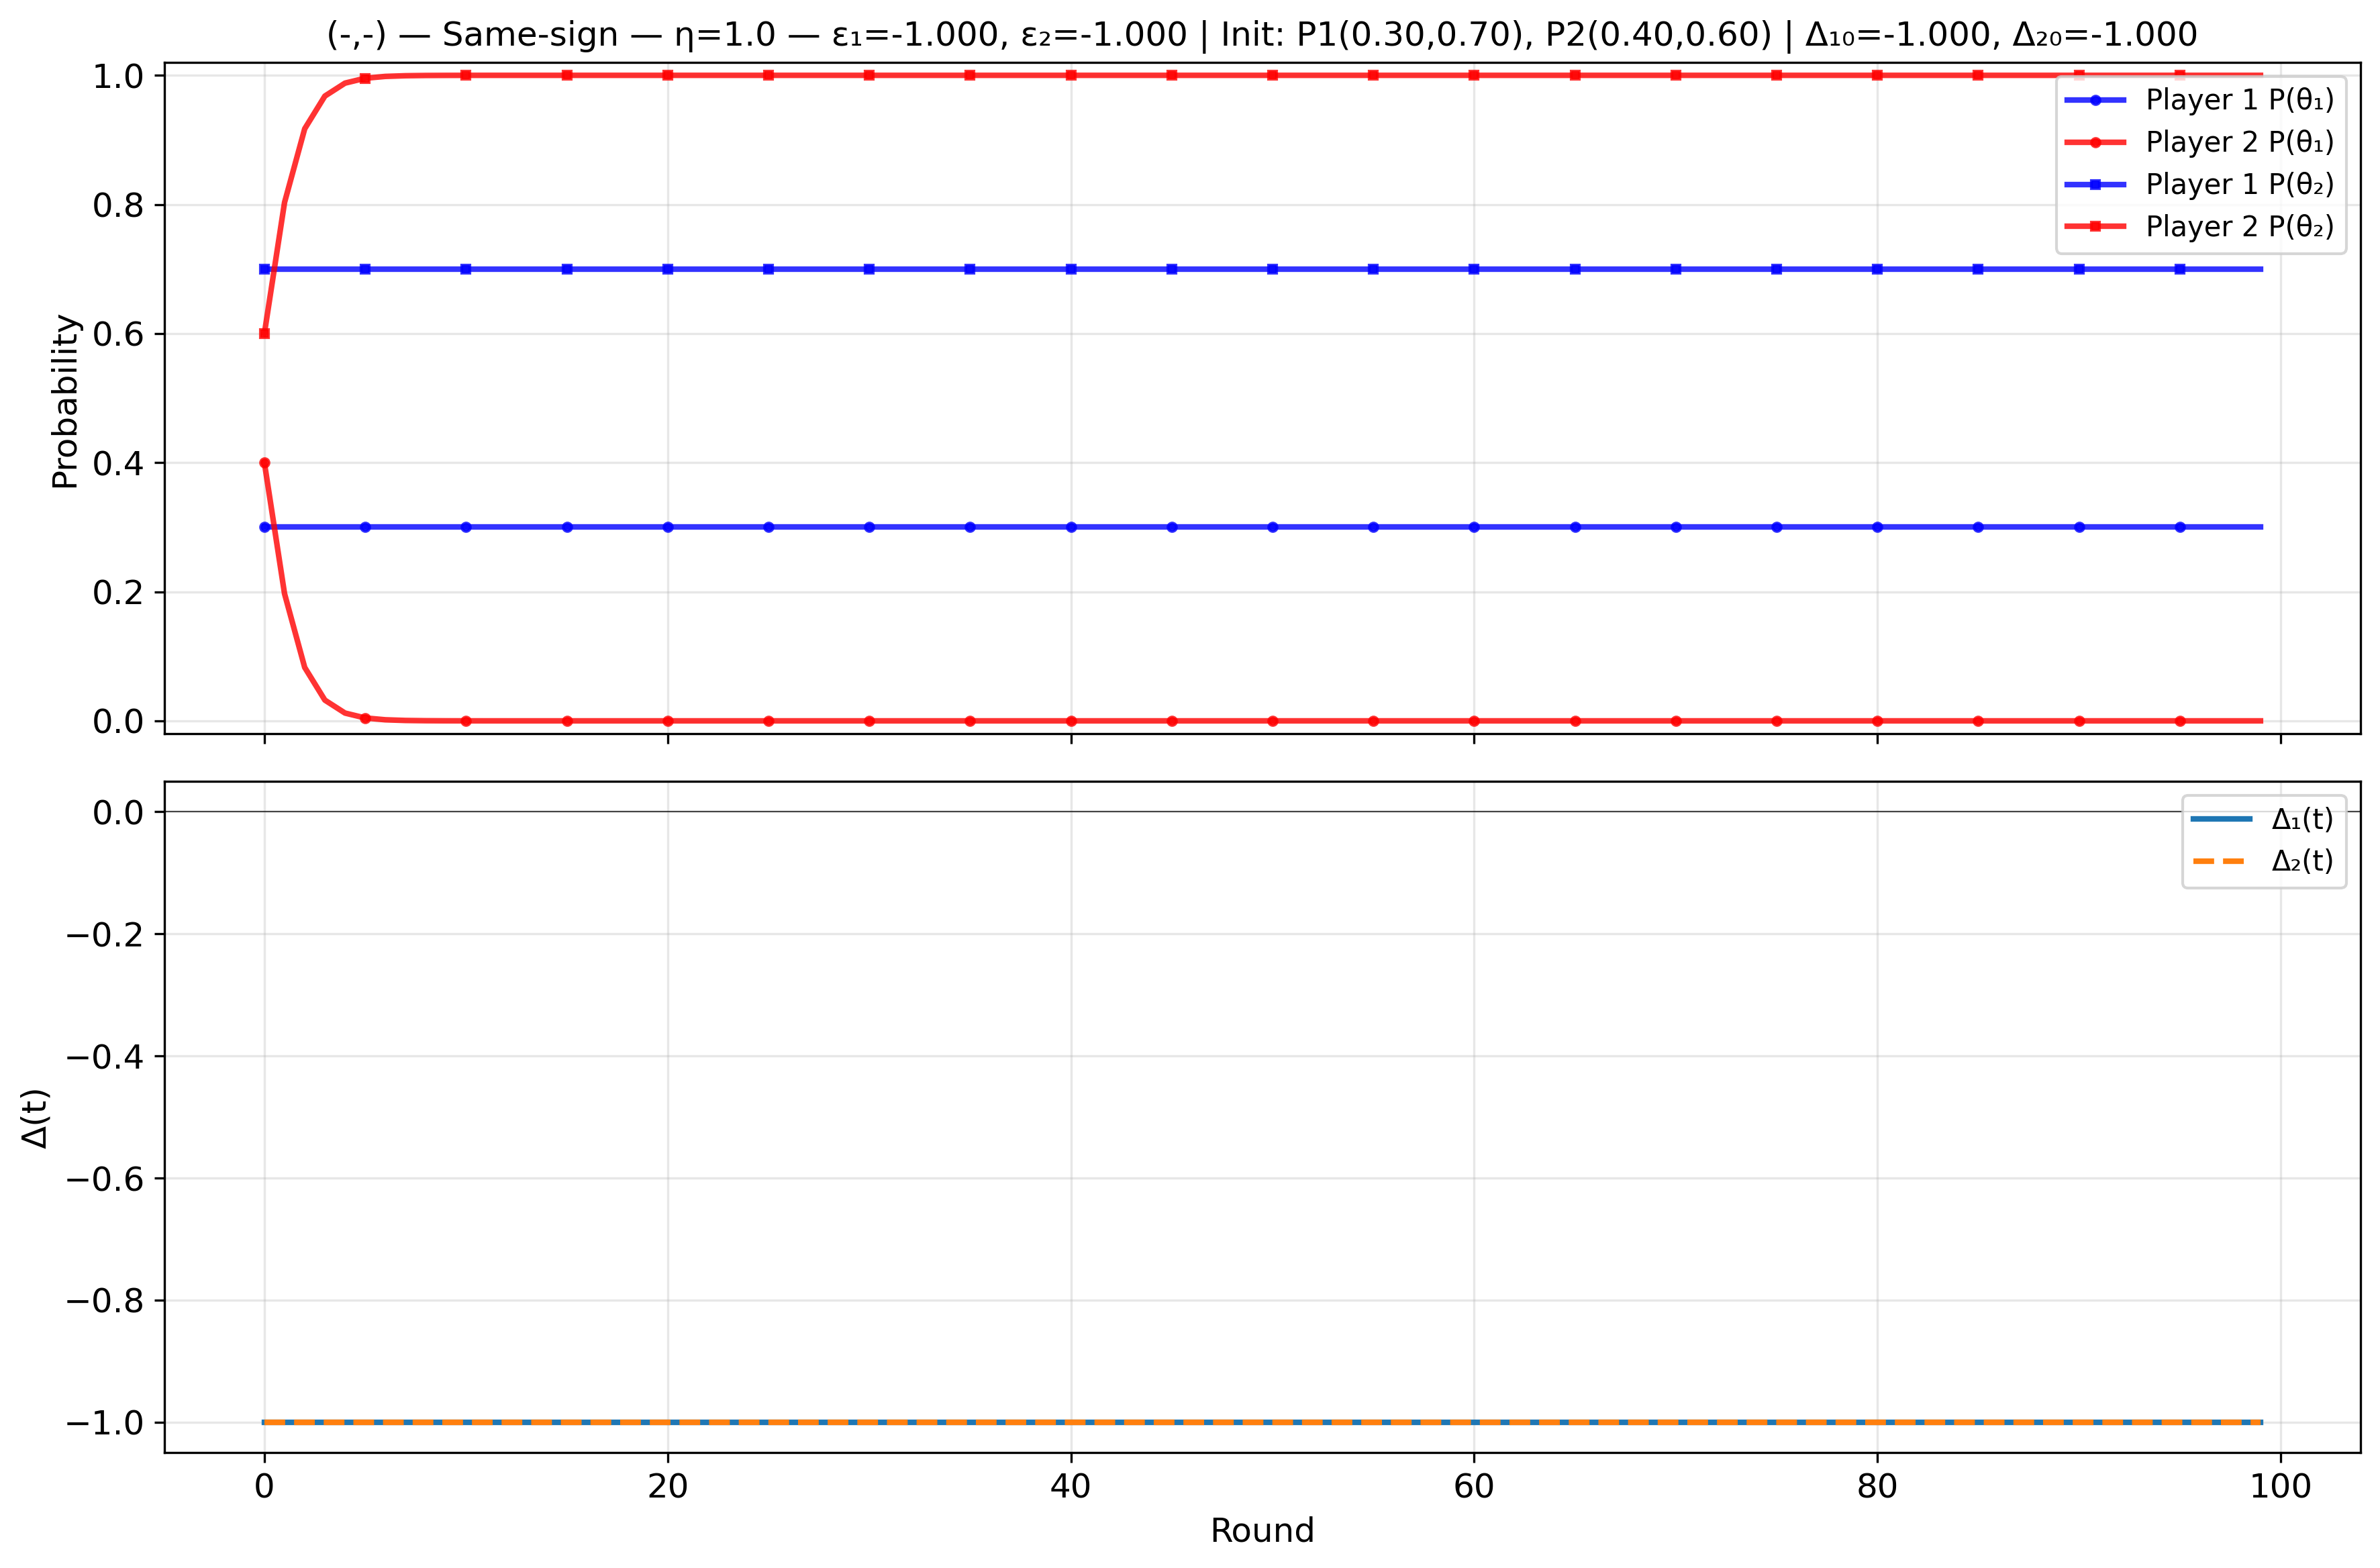 (-,-) — Same-sign — η=1.0 — ε₁=-1.000, ε₂=-1.000 | Init: P1(0.30,0.70), P2(0.40,0.60) | Δ₁₀=-1.000, Δ₂₀=-1.000
1.0
0.8
0.6
0.4
0.2
0.0
Probability
Player 1 P(θ₁)
Player 2 P(θ₁)
Player 1 P(θ₂)
Player 2 P(θ₂)
0.0
−0.2
−0.4
−0.6
−0.8
−1.0
Δ(t)
Δ₁(t)
Δ₂(t)
0 20 40 60 80 100
Round